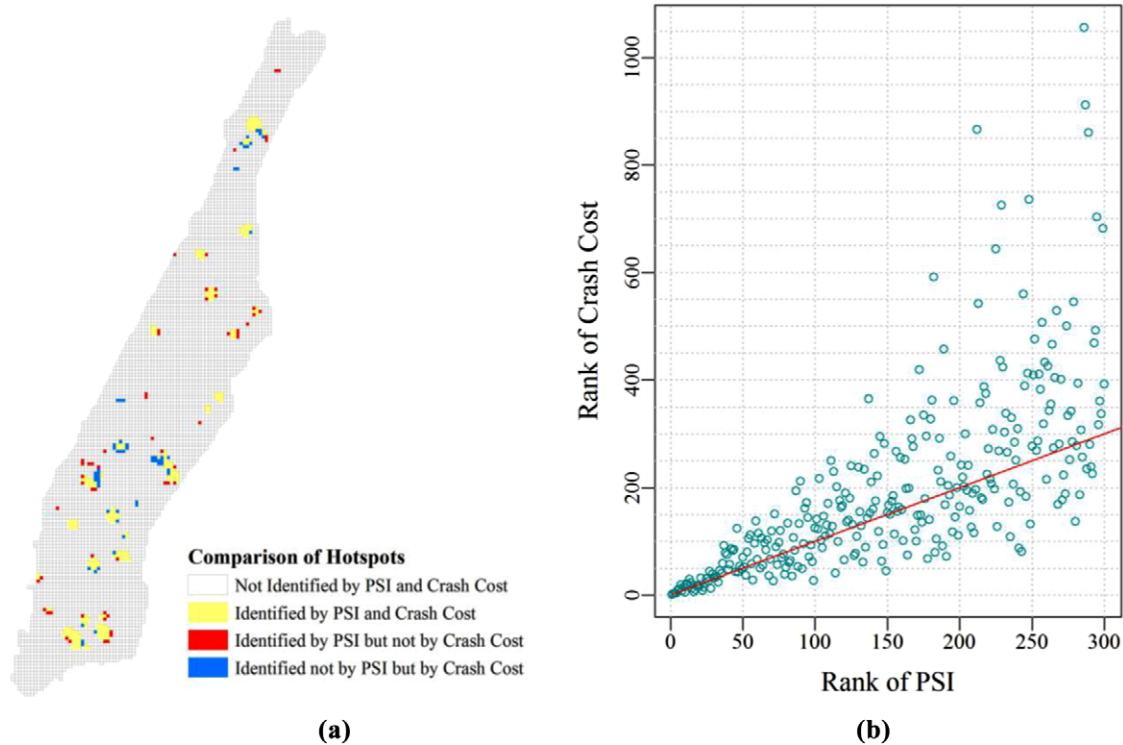 Comparison of Hotspots
Not Identified by PSI and Crash Cost
Identified by PSI and Crash Cost
Identified by PSI but not by Crash Cost
Identified not by PSI but by Crash Cost
(a)
Rank of Crash Cost
1000
800
600
400
200
0
0 50 100 150 200 250 300
Rank of PSI
(b)